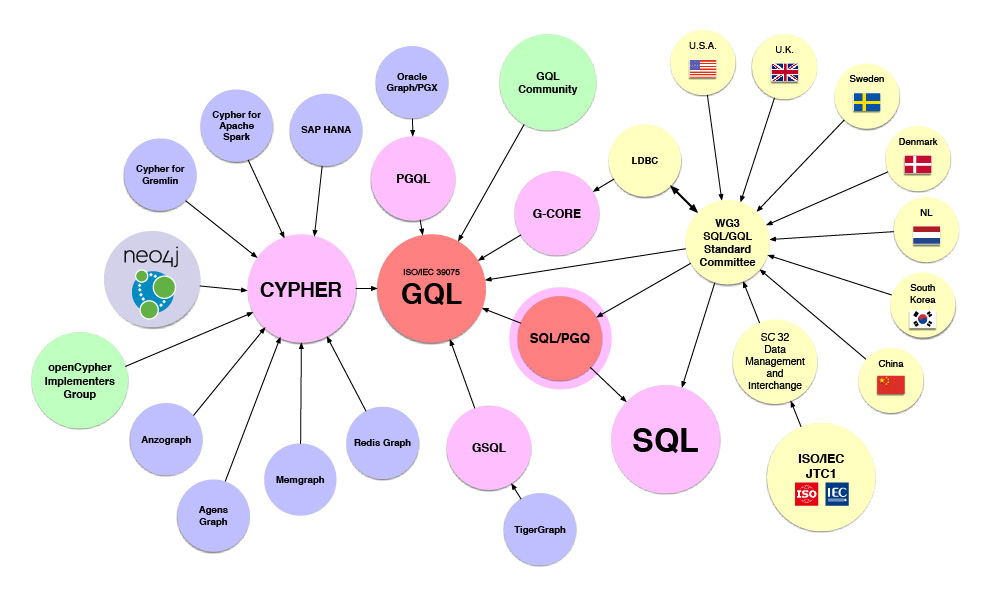 U.S.A.
U.K.
Sweden
Denmark
NL
South
Korea
China
Oracle
Graph/PGX
GQL
Community
Cypher for
Apache
Spark
SAP HANA
Cypher for
Gremlin
PGQL
LDBC
G-CORE
WG3
SQL/GQL
Standard
Committee
neo4j
CYPHER
ISO/IEC 39075
GQL
SQL/PGQ
SC 32
Data
Management
and
Interchange
openCypher
Implementers
Group
Anzograph
Agens
Graph
Memgraph
Redis Graph
GSQL
TigerGraph
SQL
ISO/IEC
JTC1
ISO
IEC